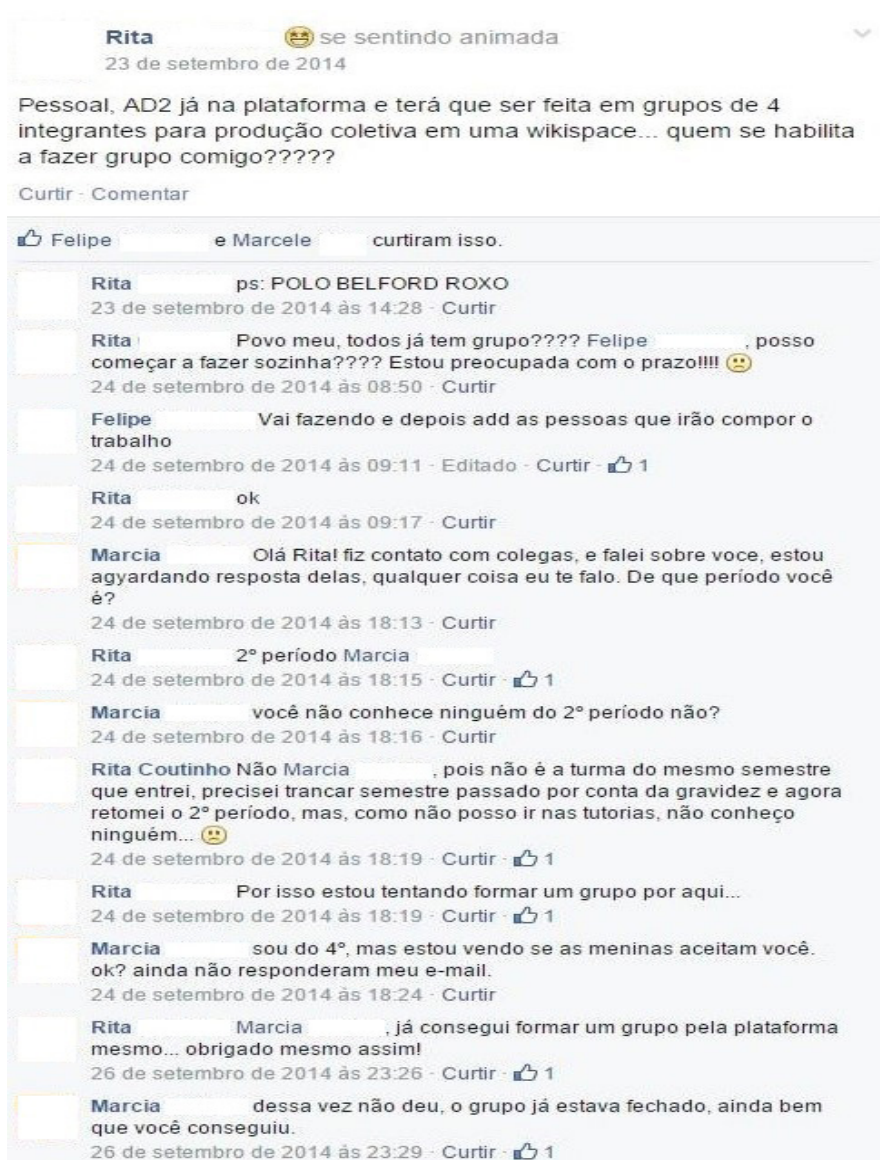 Rita se sentindo animada
23 de setembro de 2014
Pessoal, AD2 já na plataforma e terá que ser feita em grupos de 4
integrantes para produção coletiva em uma wikispace... quem se habilita
a fazer grupo comigo?????
Curtir · Comentar
Felipe e Marcele curtiram isso.
Rita ps: POLO BELFORD ROXO
23 de setembro de 2014 às 14:28 · Curtir
Rita Povo meu, todos já tem grupo???? Felipe , posso
começar a fazer sozinha???? Estou preocupada com o prazo!!!!
24 de setembro de 2014 às 08:50 · Curtir
Felipe Vai fazendo e depois add as pessoas que irão compor o
trabalho
24 de setembro de 2014 às 09:11 · Editado · Curtir · 1
Rita ok
24 de setembro de 2014 às 09:17 · Curtir
Marcia Olá Rita! fiz contato com colegas, e falei sobre voce, estou
agyardando resposta delas, qualquer coisa eu te falo. De que período você
é?
24 de setembro de 2014 às 18:13 · Curtir
Rita 2º período Marcia
24 de setembro de 2014 às 18:15 · Curtir · 1
Marcia você não conhece ninguém do 2º período não?
24 de setembro de 2014 às 18:16 · Curtir
Rita Coutinho Não Marcia , pois não é a turma do mesmo semestre
que entrei, precisei trancar semestre passado por conta da gravidez e agora
retomei o 2º período, mas, como não posso ir nas tutorias, não conheço
ninguém...
24 de setembro de 2014 às 18:19 · Curtir · 1
Rita Por isso estou tentando formar um grupo por aqui...
24 de setembro de 2014 às 18:19 · Curtir · 1
Marcia sou do 4º, mas estou vendo se as meninas aceitam você.
ok? ainda não responderam meu e-mail.
24 de setembro de 2014 às 18:24 · Curtir
Rita Marcia , já consegui formar um grupo pela plataforma
mesmo... obrigado mesmo assim!
26 de setembro de 2014 às 23:26 · Curtir · 1
Marcia dessa vez não deu, o grupo já estava fechado, ainda bem
que você conseguiu.
26 de setembro de 2014 às 23:29 · Curtir · 1